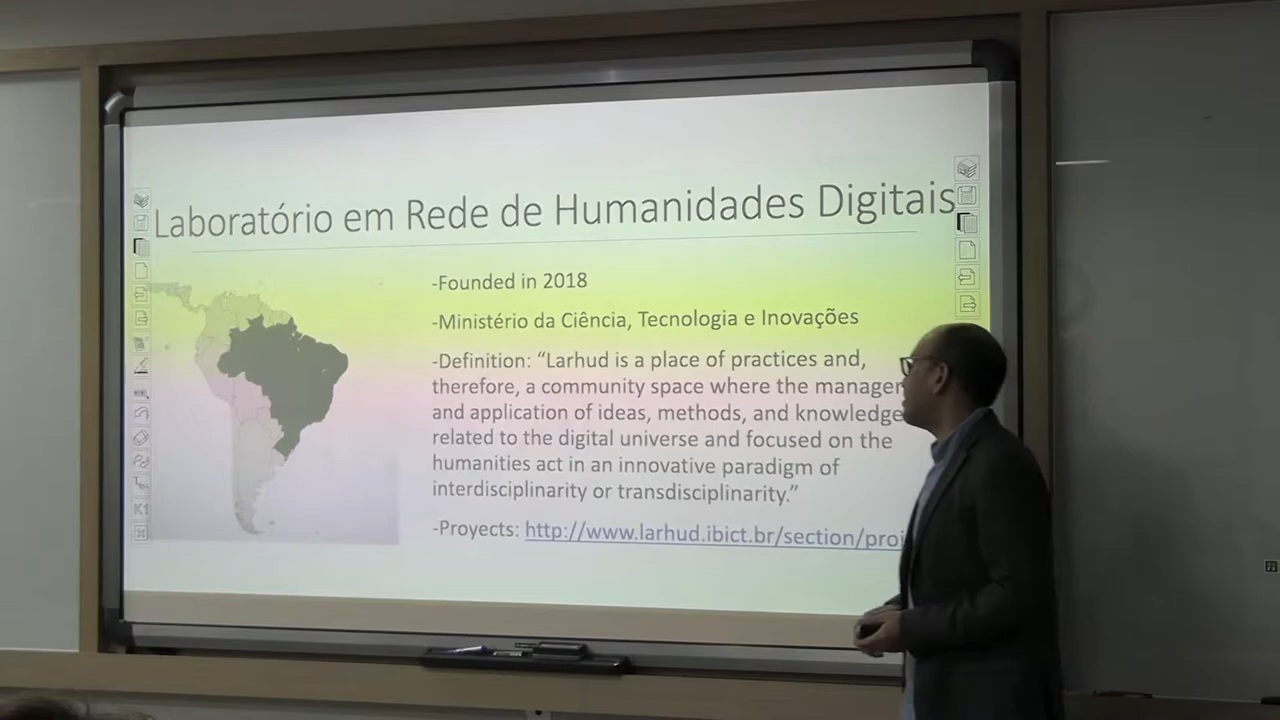 Laboratório em Rede de Humanidades Digitais
-Founded in 2018
-Ministério da Ciência, Tecnologia e Inovações
-Definition: “Larhud is a place of practices and,
therefore, a community space where the manager
and application of ideas, methods, and knowledge
related to the digital universe and focused on the
humanities act in an innovative paradigm of
interdisciplinarity or transdisciplinarity.”
-Proyects: http://www.larhud.ibict.br/section/proj
K1